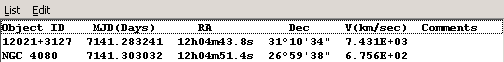 List Edit
Object ID MJD(Days) RA Dec V(km/sec) Comments
12021+3127 7141.283241 12h04m43.8s 31°10'34" 7.431E+03
NGC 4080 7141.303032 12h04m51.4s 26°59'38" 6.756E+02